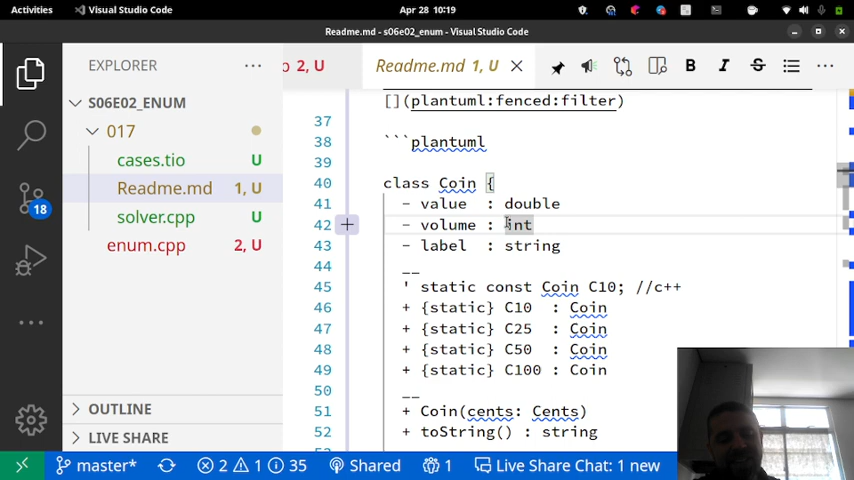 Activities Visual Studio Code Apr 28 10:19
Readme.md - s06e02_enum - Visual Studio Code
EXPLORER
S06E02_ENUM
017
cases.tio U
Readme.md 1, U
solver.cpp U
enum.cpp 2, U
OUTLINE
LIVE SHARE
18
2, U Readme.md 1, U B I S
[](plantuml:fenced:filter)
37
38 ```plantuml
39
40 class Coin {
41 - value : double
42 - volume : int
43 - label : string
44 __
45 ' static const Coin C10; //c++
46 + {static} C10 : Coin
47 + {static} C25 : Coin
48 + {static} C50 : Coin
49 + {static} C100 : Coin
50 __
51 + Coin(cents: Cents)
52 + toString() : string
master* 2 1 35 Shared 1 Live Share Chat: 1 new